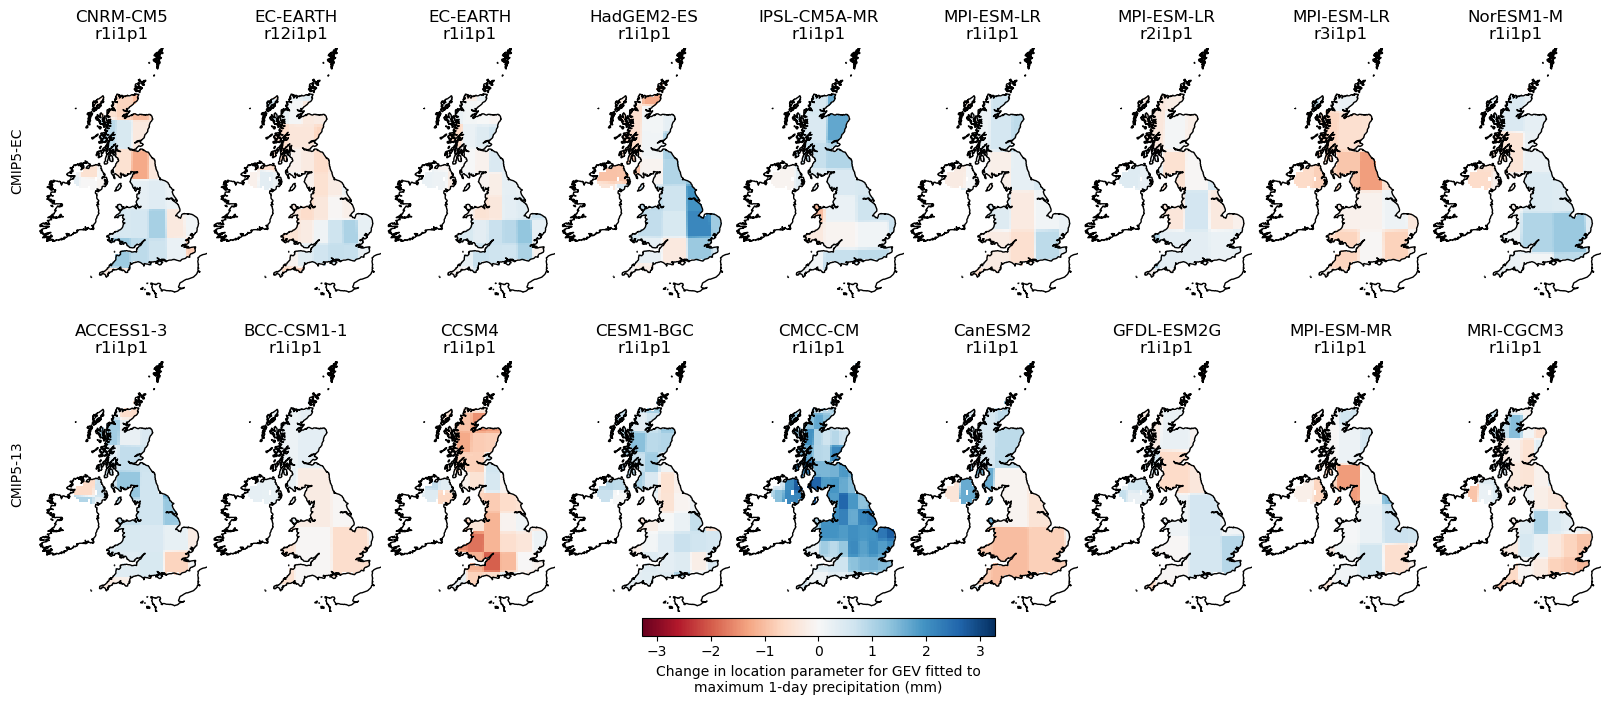 CNRM-CM5
r1i1p1
EC-EARTH
r12i1p1
EC-EARTH
r1i1p1
HadGEM2-ES
r1i1p1
IPSL-CM5A-MR
r1i1p1
MPI-ESM-LR
r1i1p1
MPI-ESM-LR
r2i1p1
MPI-ESM-LR
r3i1p1
NorESM1-M
r1i1p1
CMIP5-EC
ACCESS1-3
r1i1p1
BCC-CSM1-1
r1i1p1
CCSM4
r1i1p1
CESM1-BGC
r1i1p1
CMCC-CM
r1i1p1
CanESM2
r1i1p1
GFDL-ESM2G
r1i1p1
MPI-ESM-MR
r1i1p1
MRI-CGCM3
r1i1p1
CMIP5-13
−3 −2 −1 0 1 2 3
Change in location parameter for GEV fitted to
maximum 1-day precipitation (mm)